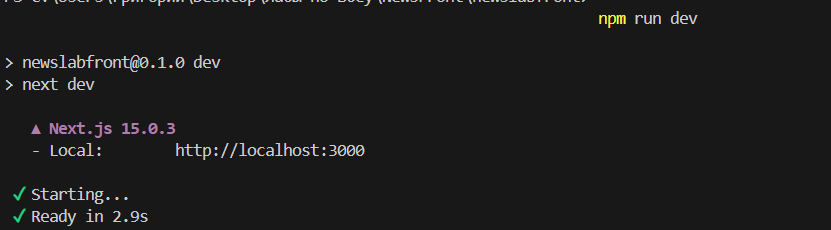 npm run dev
> newslabfront@0.1.0 dev
> next dev
▲ Next.js 15.0.3
- Local: http://localhost:3000
✓ Starting...
✓ Ready in 2.9s